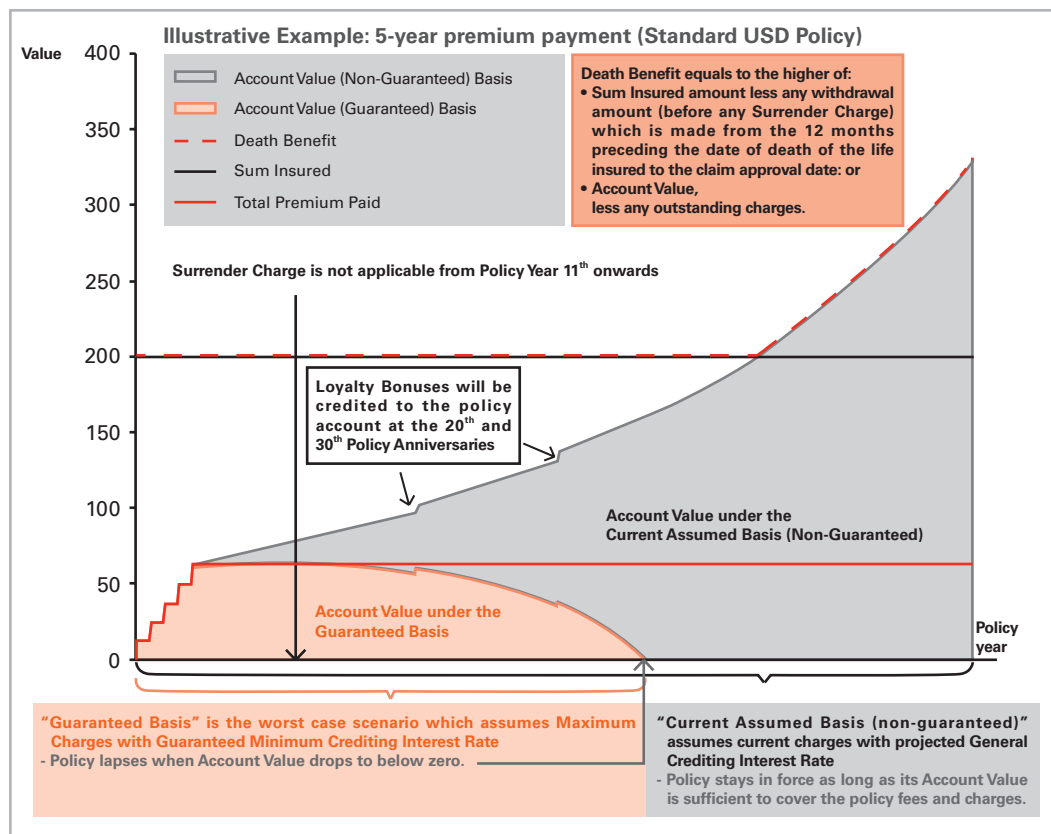 Illustrative Example: 5-year premium payment (Standard USD Policy)
Value
400
350
300
250
200
150
100
50
0
Account Value (Non-Guaranteed) Basis
Account Value (Guaranteed) Basis
Death Benefit
Sum Insured
Total Premium Paid
Death Benefit equals to the higher of:
• Sum Insured amount less any withdrawal
amount (before any Surrender Charge)
which is made from the 12 months
preceding the date of death of the life
insured to the claim approval date: or
• Account Value,
less any outstanding charges.
Surrender Charge is not applicable from Policy Year 11th onwards
Loyalty Bonuses will be
credited to the policy
account at the 20th and
30th Policy Anniversaries
Account Value under the
Current Assumed Basis (Non-Guaranteed)
Account Value under the
Guaranteed Basis
Policy
year
“Guaranteed Basis” is the worst case scenario which assumes Maximum
Charges with Guaranteed Minimum Crediting Interest Rate
- Policy lapses when Account Value drops to below zero.
“Current Assumed Basis (non-guaranteed)”
assumes current charges with projected General
Crediting Interest Rate
- Policy stays in force as long as its Account Value
is sufficient to cover the policy fees and charges.